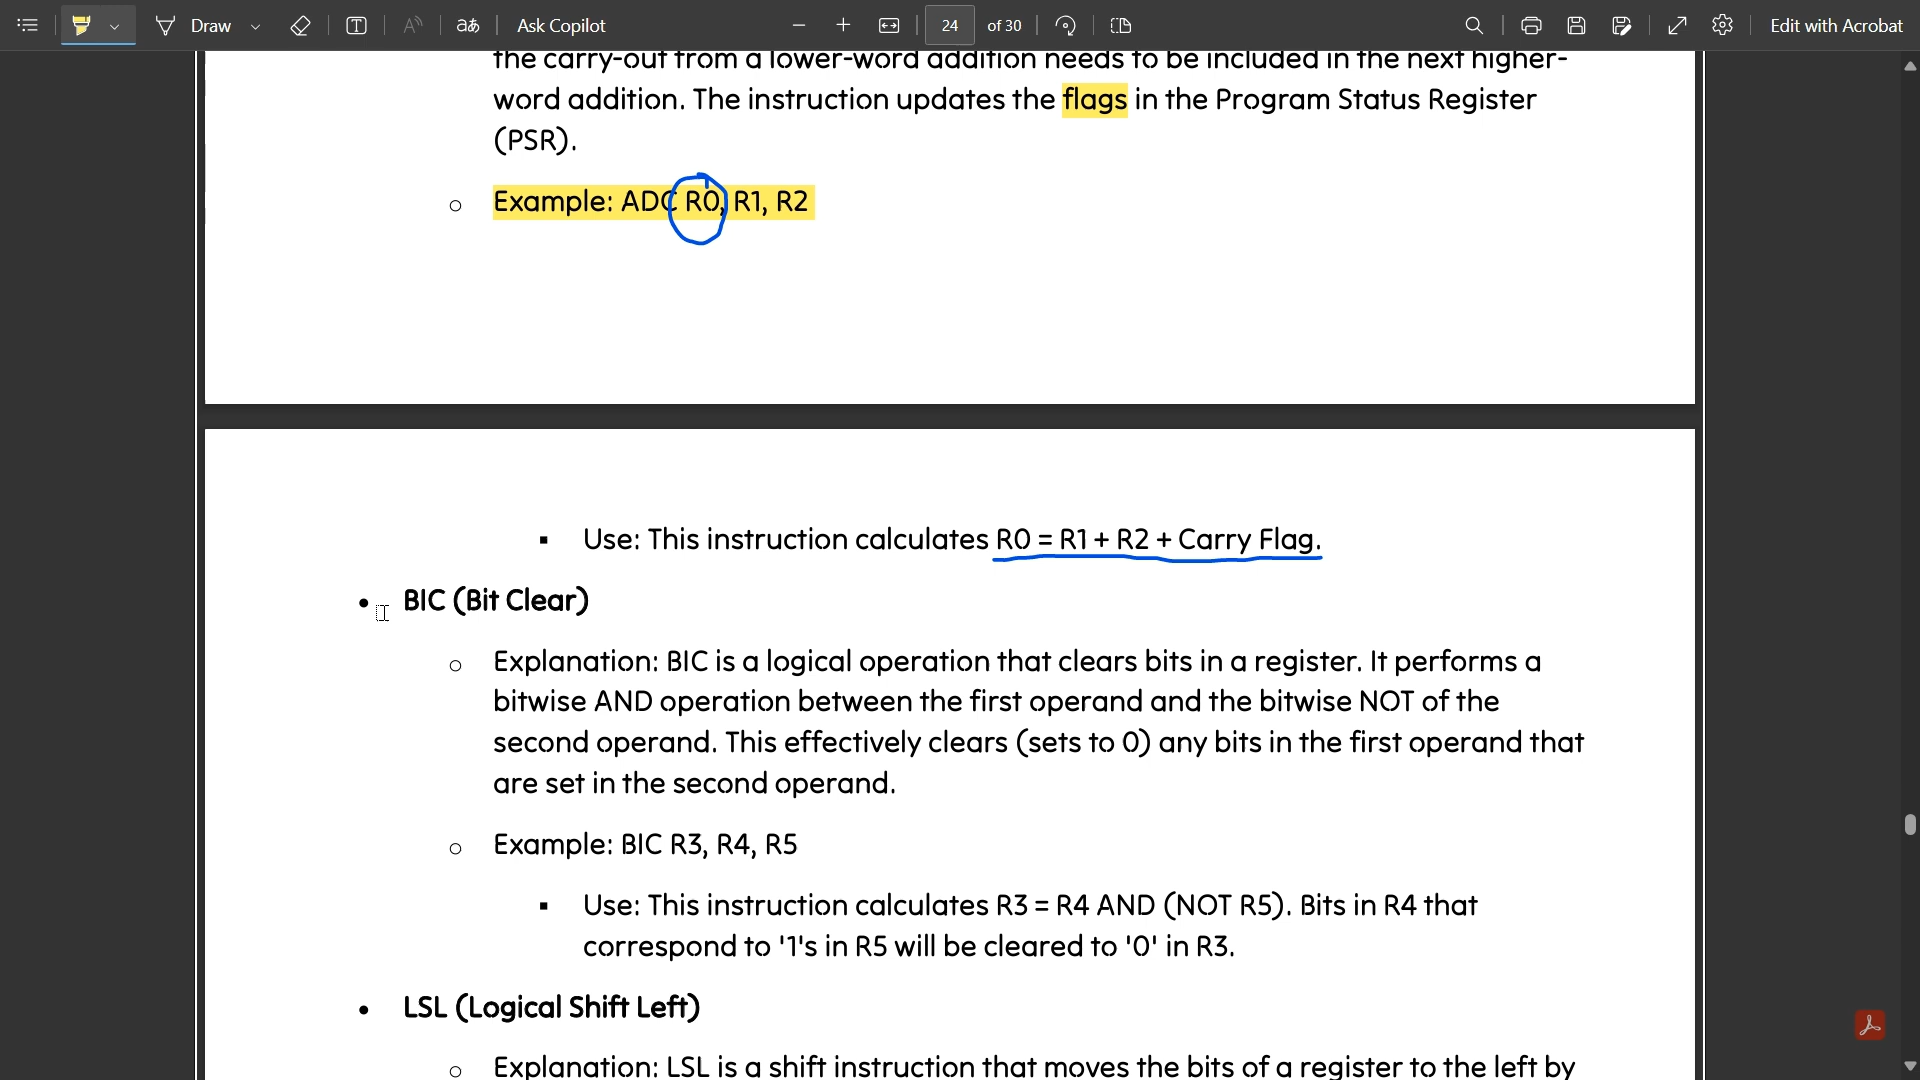 Draw
aあ
Ask Copilot
24 of 30
Edit with Acrobat
the carry-out from a lower-word addition needs to be included in the next higher-
word addition. The instruction updates the flags in the Program Status Register
(PSR).
o Example: ADC R0, R1, R2
▪ Use: This instruction calculates R0 = R1 + R2 + Carry Flag.
• BIC (Bit Clear)
o Explanation: BIC is a logical operation that clears bits in a register. It performs a
bitwise AND operation between the first operand and the bitwise NOT of the
second operand. This effectively clears (sets to 0) any bits in the first operand that
are set in the second operand.
o Example: BIC R3, R4, R5
▪ Use: This instruction calculates R3 = R4 AND (NOT R5). Bits in R4 that
correspond to '1's in R5 will be cleared to '0' in R3.
• LSL (Logical Shift Left)
o Explanation: LSL is a shift instruction that moves the bits of a register to the left by